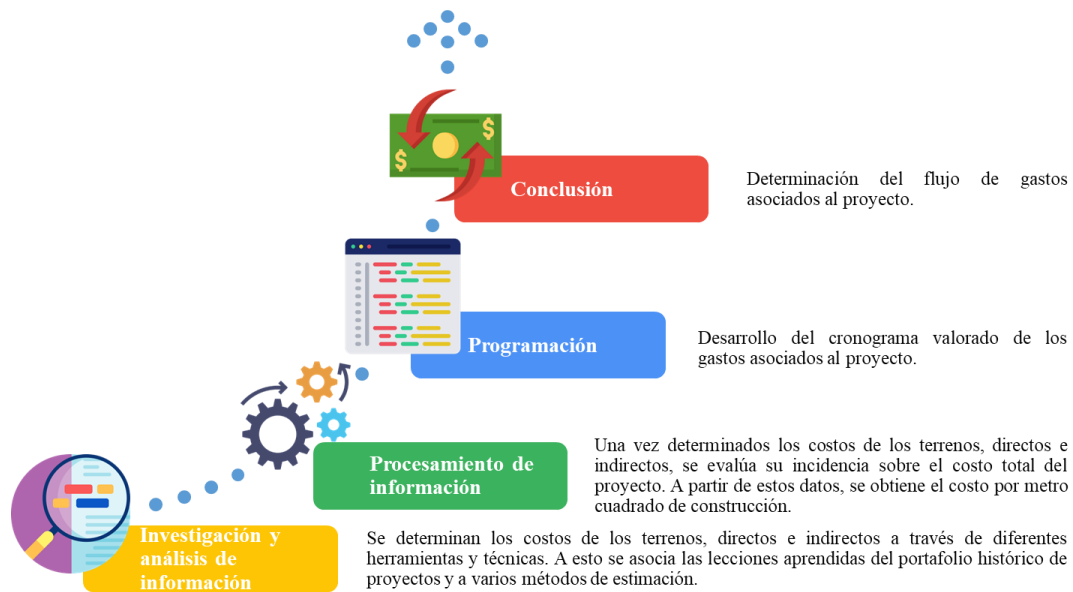 $
$
Conclusión
Determinación del flujo de gastos
asociados al proyecto.
Programación
Desarrollo del cronograma valorado de los
gastos asociados al proyecto.
Procesamiento de
información
Una vez determinados los costos de los terrenos, directos e
indirectos, se evalúa su incidencia sobre el costo total del
proyecto. A partir de estos datos, se obtiene el costo por metro
cuadrado de construcción.
Investigación y
análisis de
información
Se determinan los costos de los terrenos, directos e indirectos a través de diferentes
herramientas y técnicas. A esto se asocia las lecciones aprendidas del portafolio histórico de
proyectos y a varios métodos de estimación.